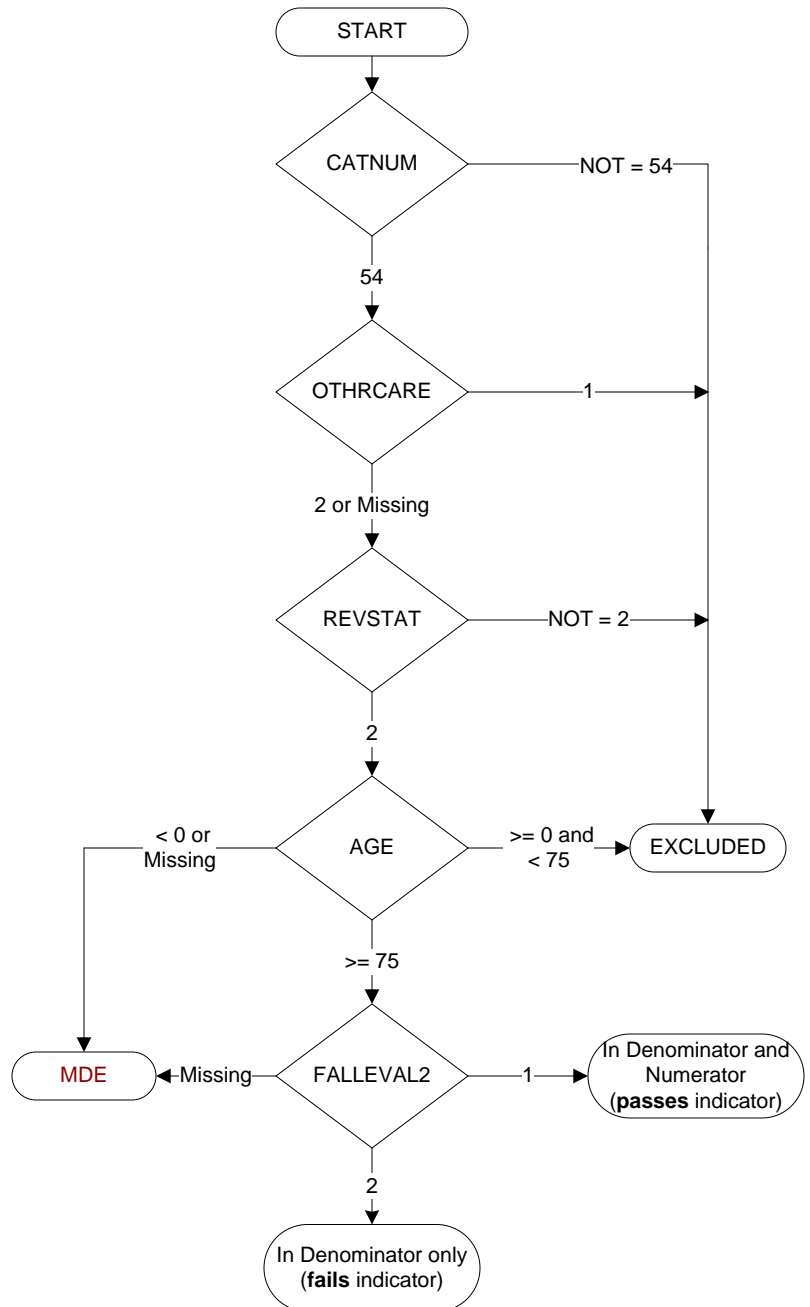 START
CATNUM
NOT = 54
54
OTHRCARE
1
2 or Missing
REVSTAT
NOT = 2
2
< 0 or
Missing
AGE
>= 0 and
< 75
EXCLUDED
>= 75
MDE
Missing
FALLEVAL2
1
In Denominator and
Numerator
(passes indicator)
2
In Denominator only
(fails indicator)